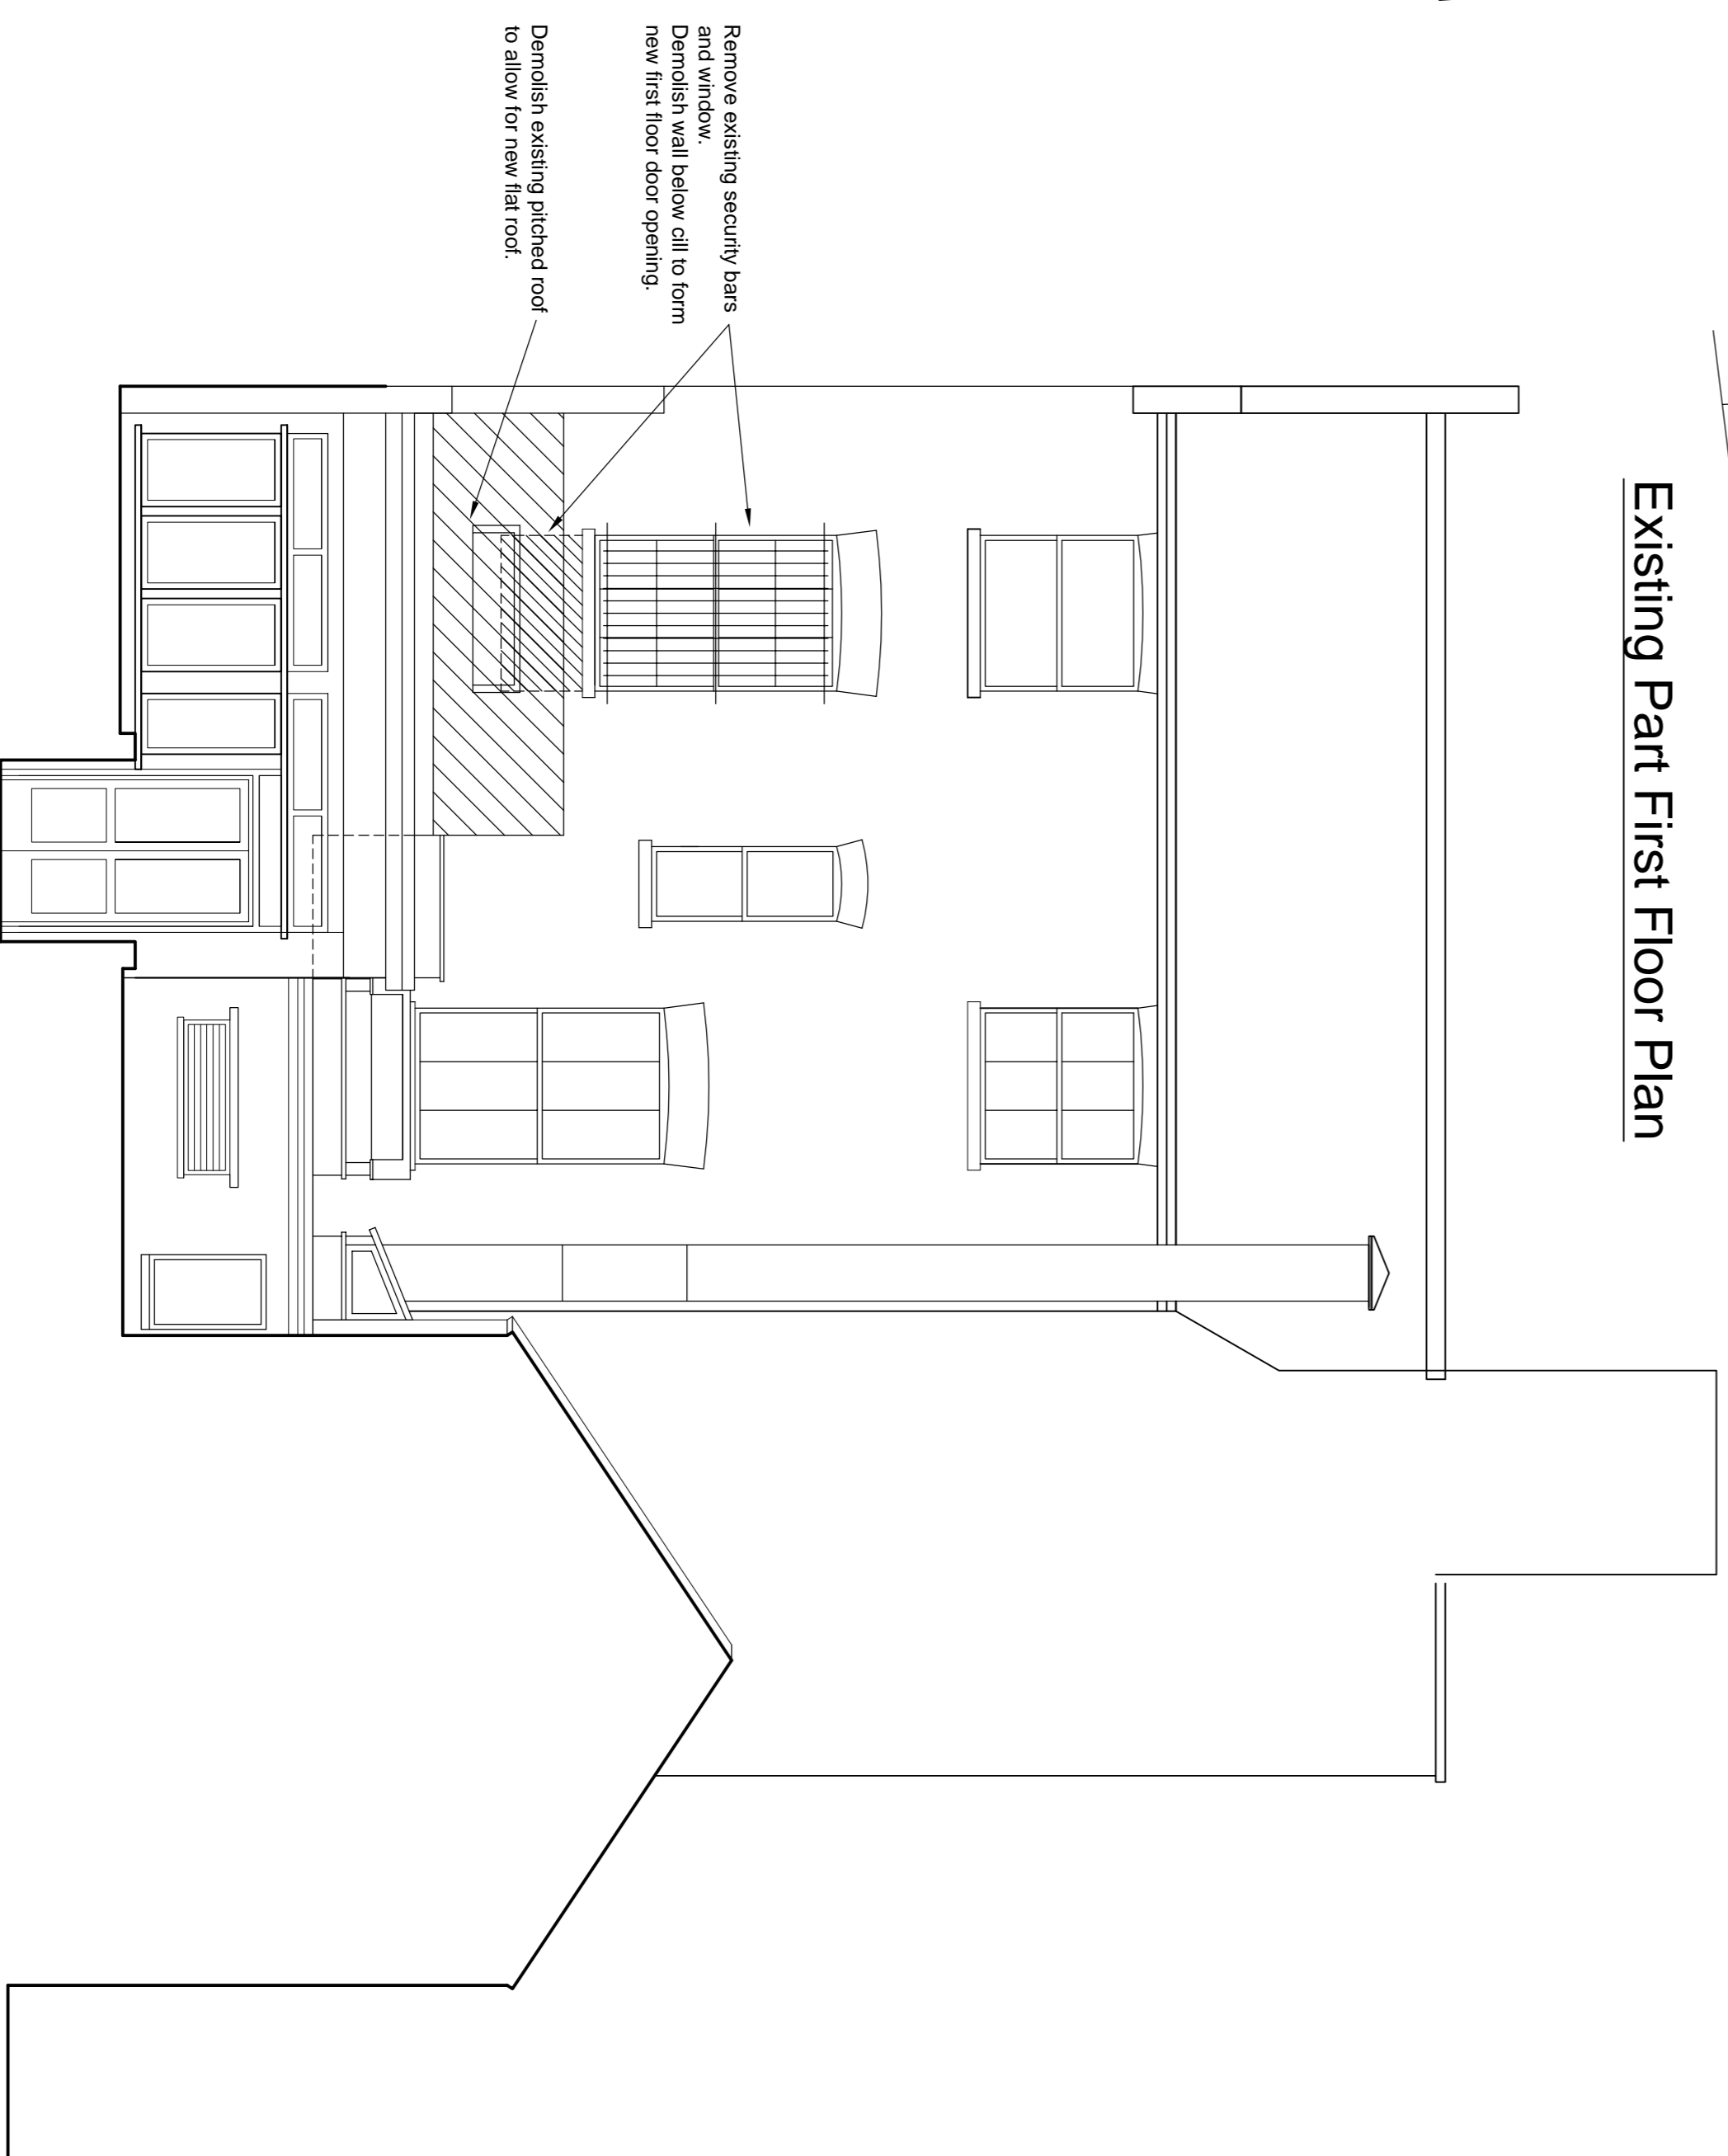 Existing Part First Floor Plan
Remove existing security bars
and window.
Demolish wall below cill to form
new first floor door opening.
Demolish existing pitched roof
to allow for new flat roof.